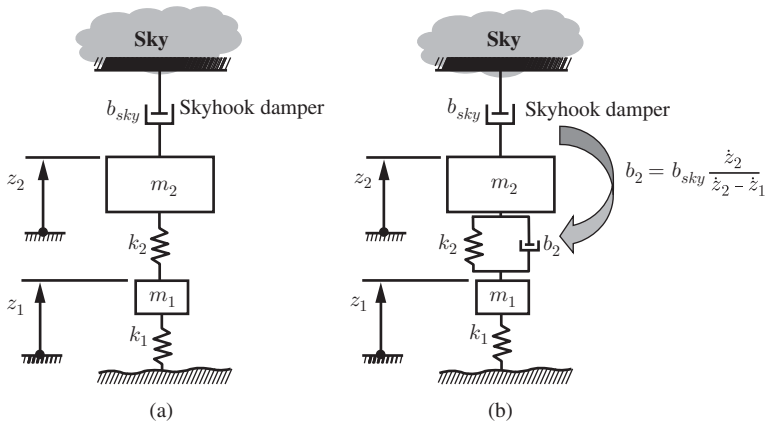 Sky
b_sky Skyhook damper
z_2
m_2
k_2
z_1
m_1
k_1
(a)
Sky
b_sky Skyhook damper
z_2
m_2
b_2 = b_sky ż_2 / (ż_2 − ż_1)
k_2
b_2
z_1
m_1
k_1
(b)